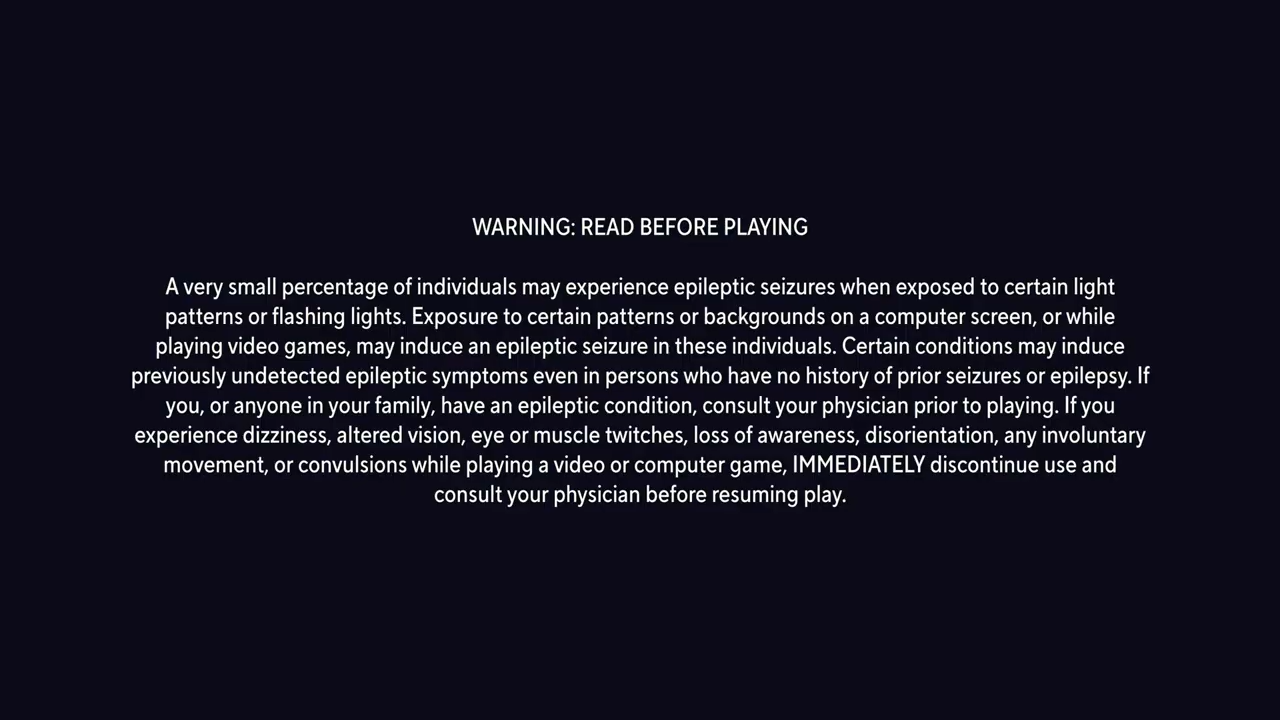 WARNING: READ BEFORE PLAYING
A very small percentage of individuals may experience epileptic seizures when exposed to certain light
patterns or flashing lights. Exposure to certain patterns or backgrounds on a computer screen, or while
playing video games, may induce an epileptic seizure in these individuals. Certain conditions may induce
previously undetected epileptic symptoms even in persons who have no history of prior seizures or epilepsy. If
you, or anyone in your family, have an epileptic condition, consult your physician prior to playing. If you
experience dizziness, altered vision, eye or muscle twitches, loss of awareness, disorientation, any involuntary
movement, or convulsions while playing a video or computer game, IMMEDIATELY discontinue use and
consult your physician before resuming play.